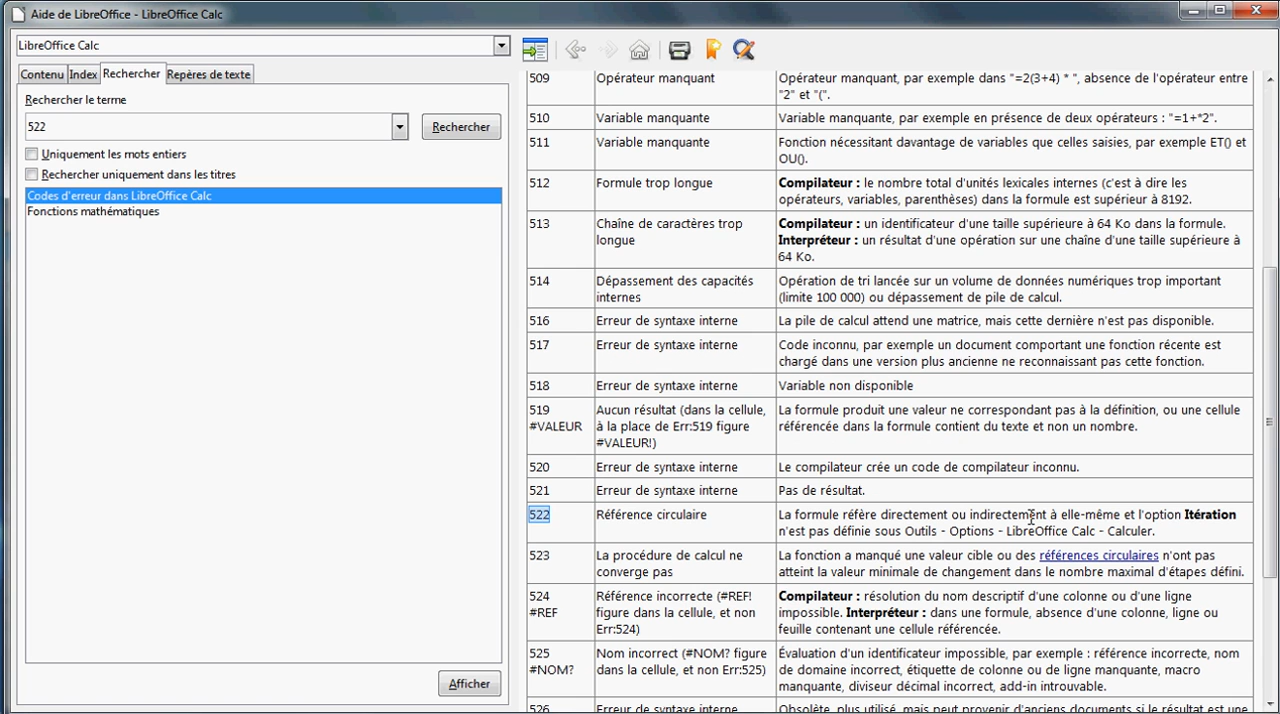 Aide de LibreOffice - LibreOffice Calc
LibreOffice Calc
Contenu Index Rechercher Repères de texte
Rechercher le terme
522
Rechercher
Uniquement les mots entiers
Rechercher uniquement dans les titres
Codes d'erreur dans LibreOffice Calc
Fonctions mathématiques
Afficher
509 Opérateur manquant Opérateur manquant, par exemple dans "=2(3+4) * ", absence de l'opérateur entre
"2" et "(".
510 Variable manquante Variable manquante, par exemple en présence de deux opérateurs : "=1+*2".
511 Variable manquante Fonction nécessitant davantage de variables que celles saisies, par exemple ET() et
OU().
512 Formule trop longue Compilateur : le nombre total d'unités lexicales internes (c'est à dire les
opérateurs, variables, parenthèses) dans la formule est supérieur à 8192.
513 Chaîne de caractères trop Compilateur : un identificateur d'une taille supérieure à 64 Ko dans la formule.
longue Interpréteur : un résultat d'une opération sur une chaîne d'une taille supérieure à
64 Ko.
514 Dépassement des capacités Opération de tri lancée sur un volume de données numériques trop important
internes (limite 100 000) ou dépassement de pile de calcul.
516 Erreur de syntaxe interne La pile de calcul attend une matrice, mais cette dernière n'est pas disponible.
517 Erreur de syntaxe interne Code inconnu, par exemple un document comportant une fonction récente est
chargé dans une version plus ancienne ne reconnaissant pas cette fonction.
518 Erreur de syntaxe interne Variable non disponible
519 Aucun résultat (dans la cellule, La formule produit une valeur ne correspondant pas à la définition, ou une cellule
#VALEUR à la place de Err:519 figure référencée dans la formule contient du texte et non un nombre.
#VALEUR!)
520 Erreur de syntaxe interne Le compilateur crée un code de compilateur inconnu.
521 Erreur de syntaxe interne Pas de résultat.
522 Référence circulaire La formule réfère directement ou indirectement à elle-même et l'option Itération
n'est pas définie sous Outils - Options - LibreOffice Calc - Calculer.
523 La procédure de calcul ne La fonction a manqué une valeur cible ou des références circulaires n'ont pas
converge pas atteint la valeur minimale de changement dans le nombre maximal d'étapes défini.
524 Référence incorrecte (#REF! Compilateur : résolution du nom descriptif d'une colonne ou d'une ligne
#REF figure dans la cellule, et non impossible. Interpréteur : dans une formule, absence d'une colonne, ligne ou
Err:524) feuille contenant une cellule référencée.
525 Nom incorrect (#NOM? figure Évaluation d'un identificateur impossible, par exemple : référence incorrecte, nom
#NOM? dans la cellule, et non Err:525) de domaine incorrect, étiquette de colonne ou de ligne manquante, macro
manquante, diviseur décimal incorrect, add-in introuvable.
526 Erreur de syntaxe interne Obsolète, plus utilisé, mais peut provenir d'anciens documents si le résultat est une